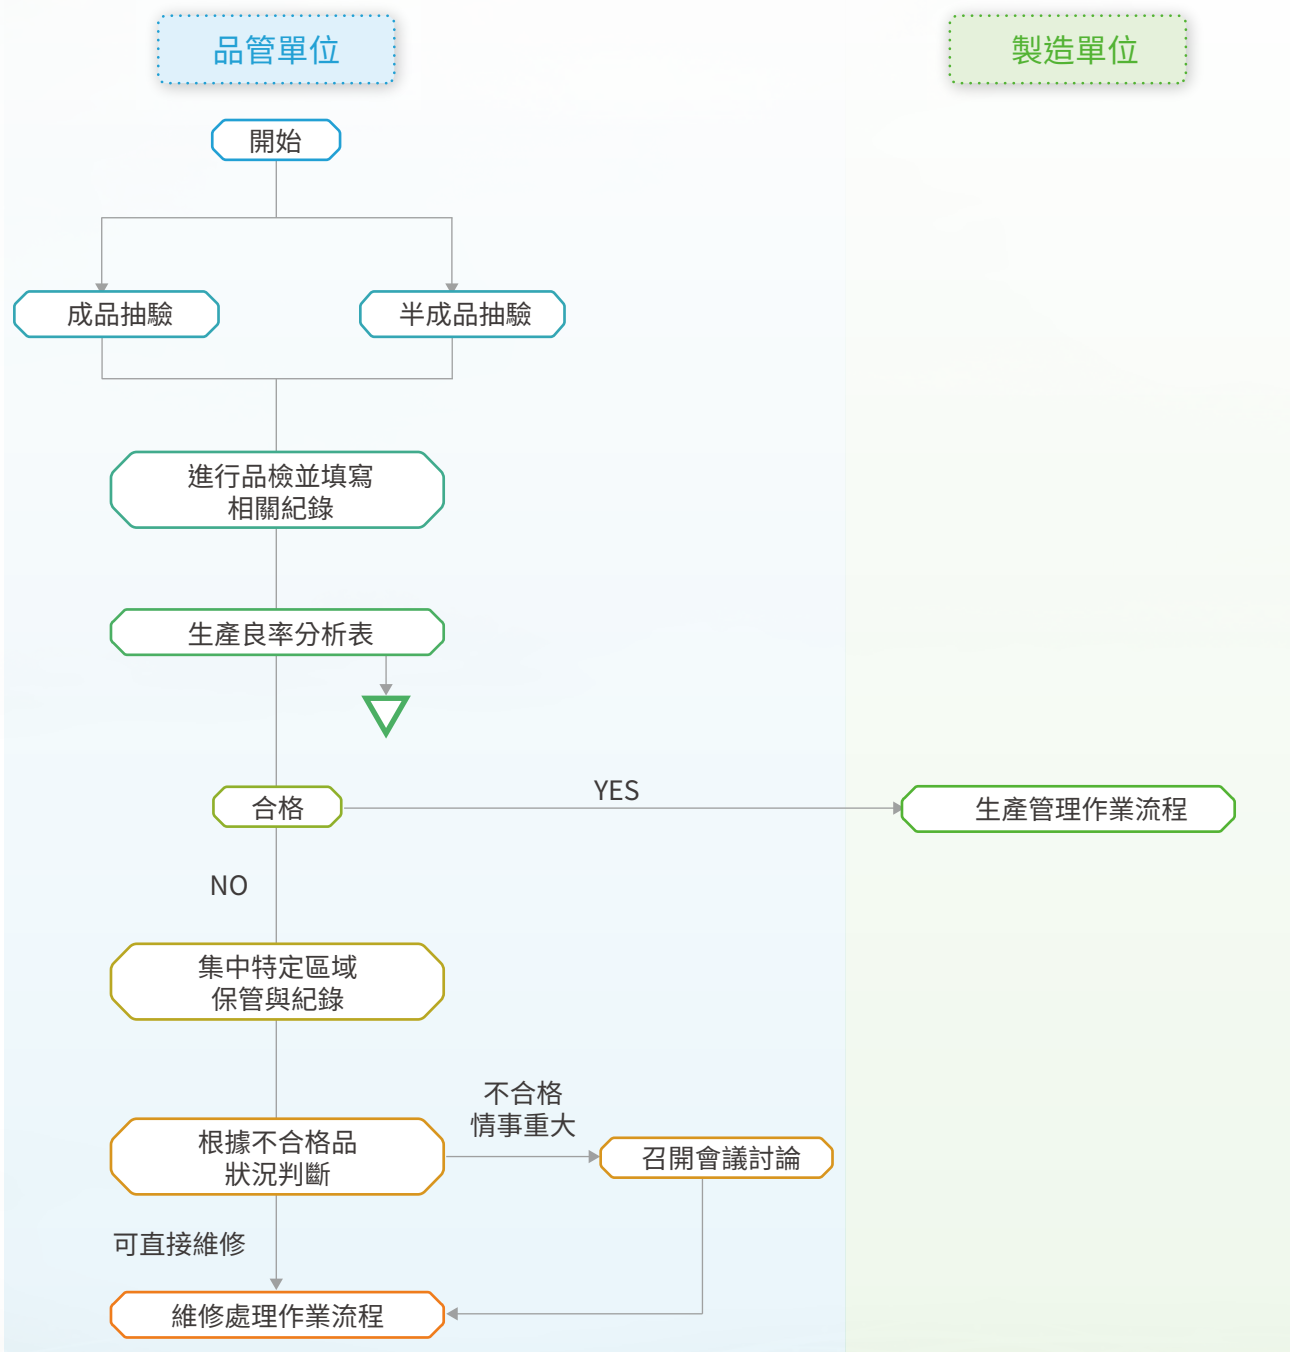 品管單位
製造單位
開始
成品抽驗
半成品抽驗
進行品檢並填寫
相關紀錄
生產良率分析表
合格
YES
生產管理作業流程
NO
集中特定區域
保管與紀錄
不合格
情事重大
根據不合格品
狀況判斷
召開會議討論
可直接維修
維修處理作業流程